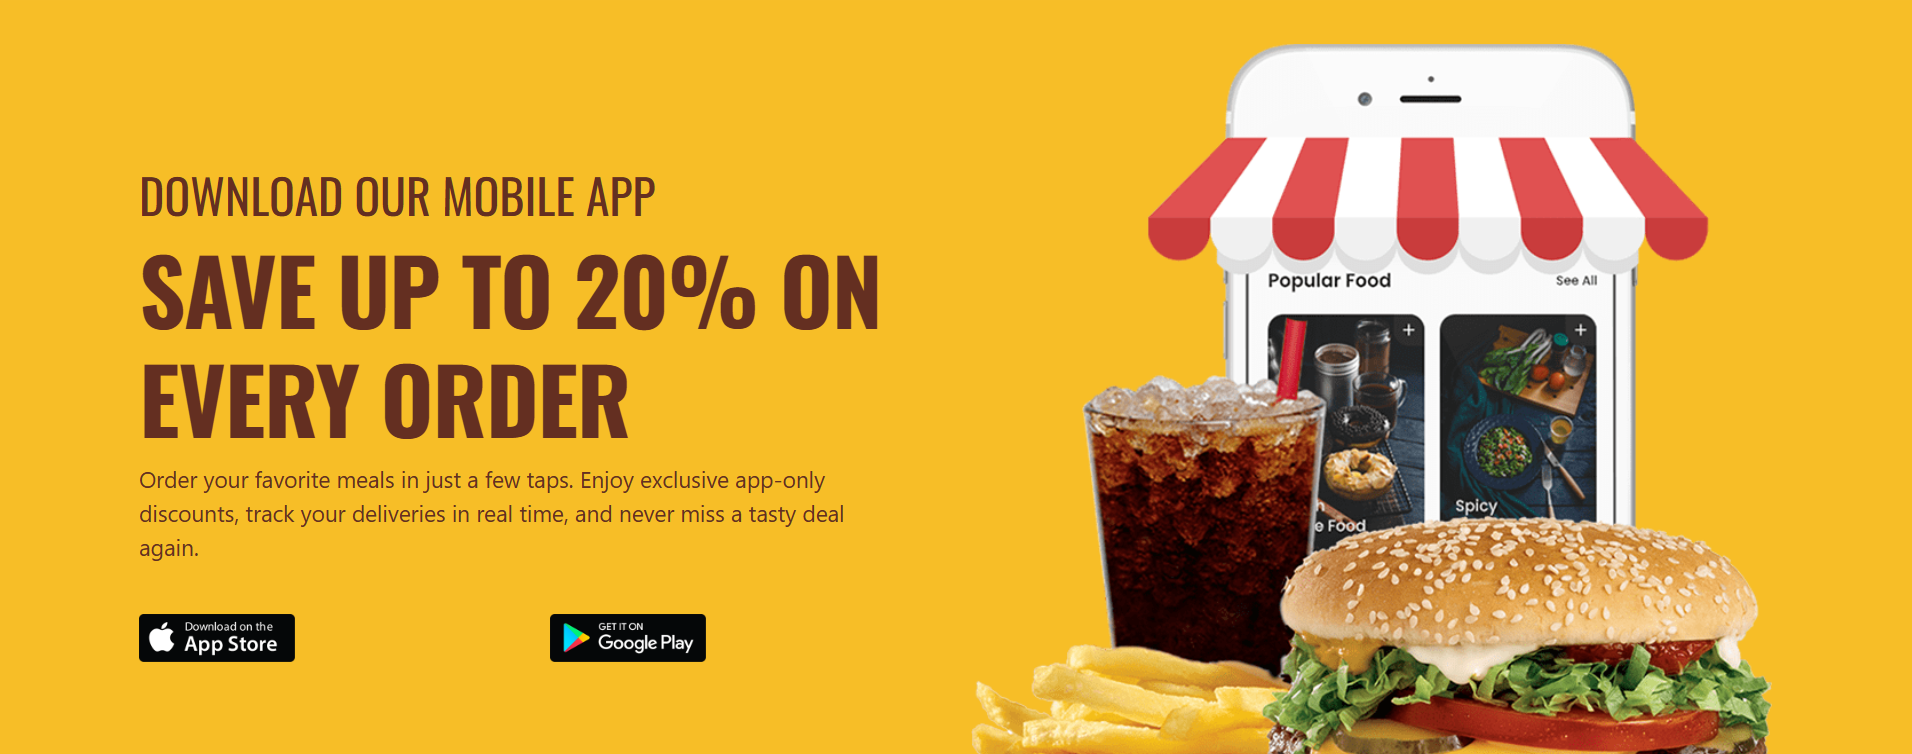 DOWNLOAD OUR MOBILE APP
SAVE UP TO 20% ON
EVERY ORDER
Order your favorite meals in just a few taps. Enjoy exclusive app-only
discounts, track your deliveries in real time, and never miss a tasty deal
again.
Download on the
App Store
GET IT ON
Google Play
Popular Food
See All
Spicy
Food